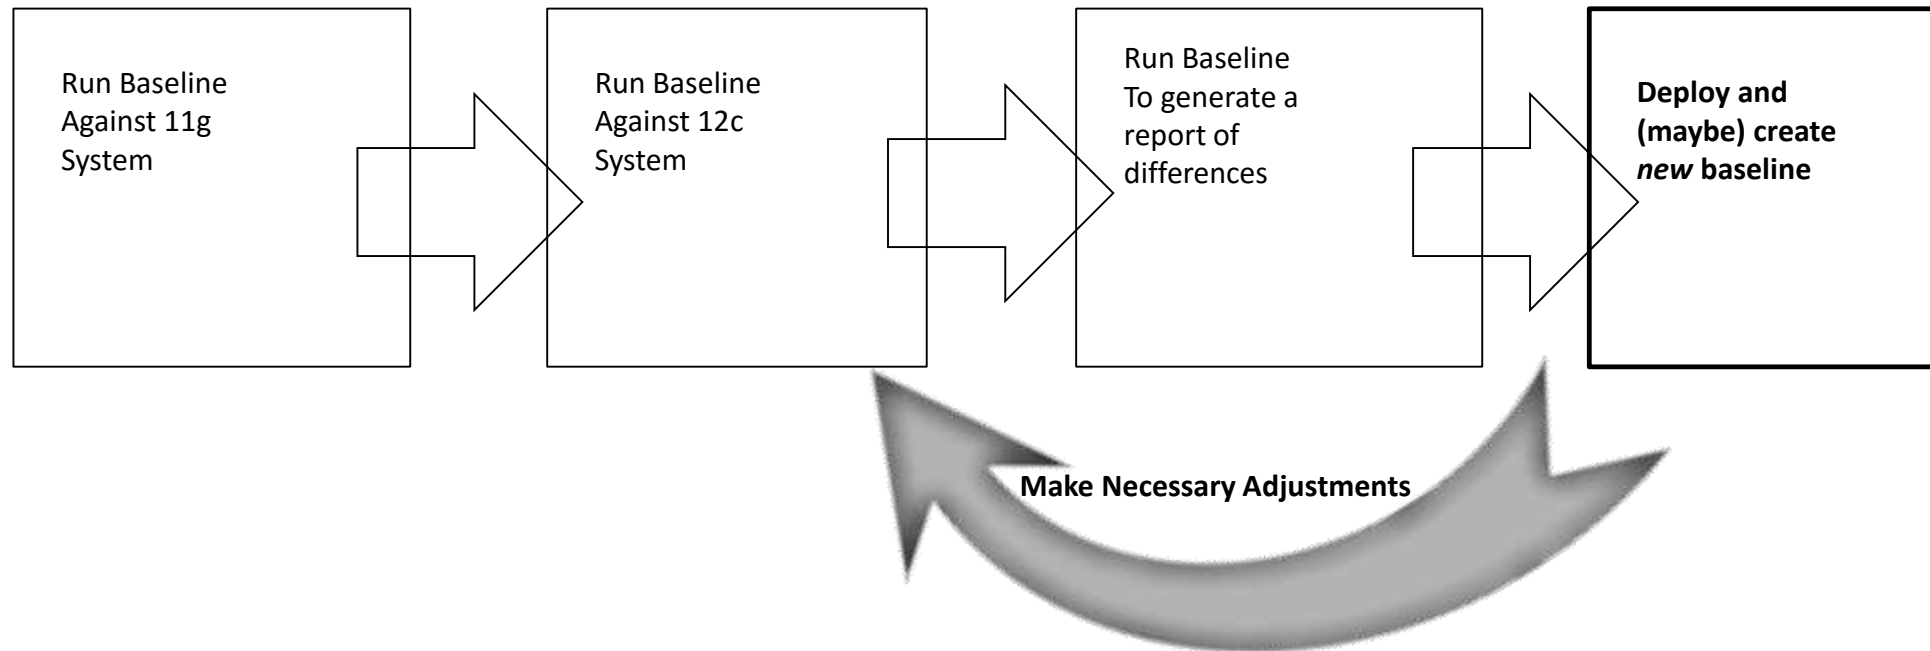 Run Baseline
Against 11g
System
Run Baseline
Against 12c
System
Run Baseline
To generate a
report of
differences
Deploy and
(maybe) create
new baseline
Make Necessary Adjustments